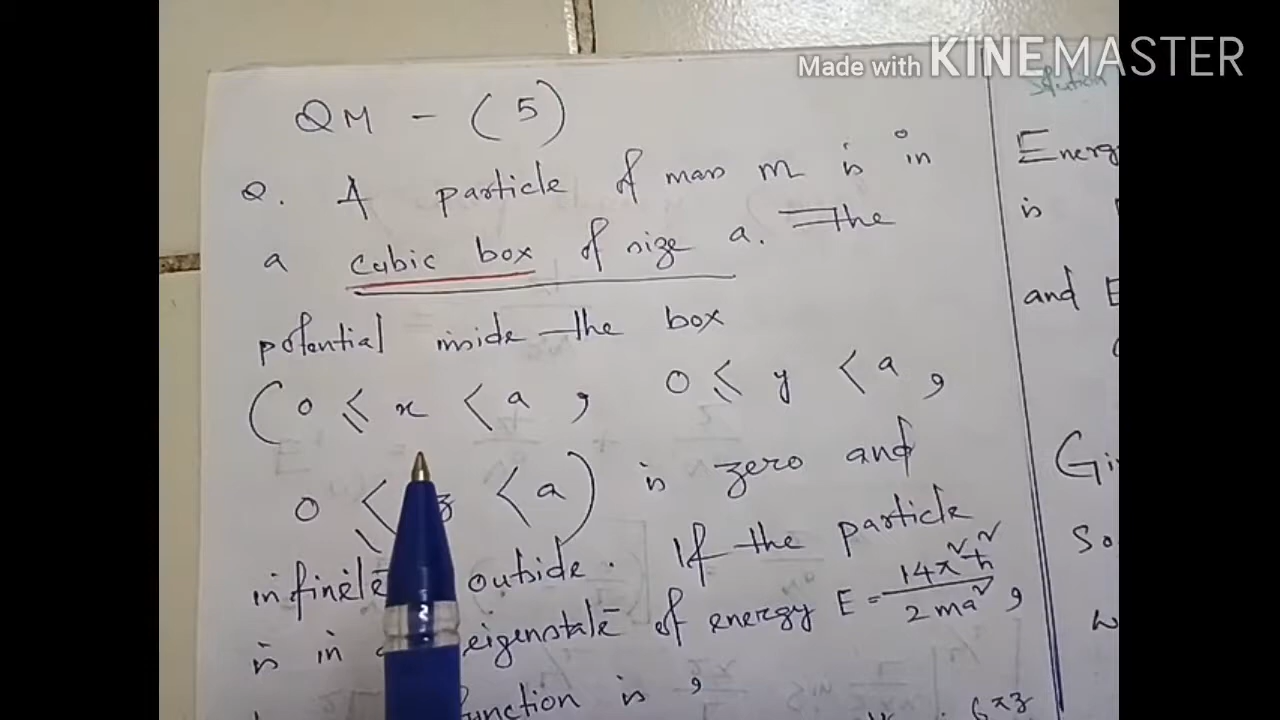 Made with KINEMASTER
QM - (5)
Q. A particle of mass m is in
a cubic box of size a. The
potential inside the box
(0 ⩽ x < a, 0 ⩽ y < a,
0 ⩽ z < a) is zero and
infinite outside. If the particle
is in eigenstate of energy E = 14π²ħ²/2ma²,
function is,
Solution
Energ
is
and E
Gi
So
w